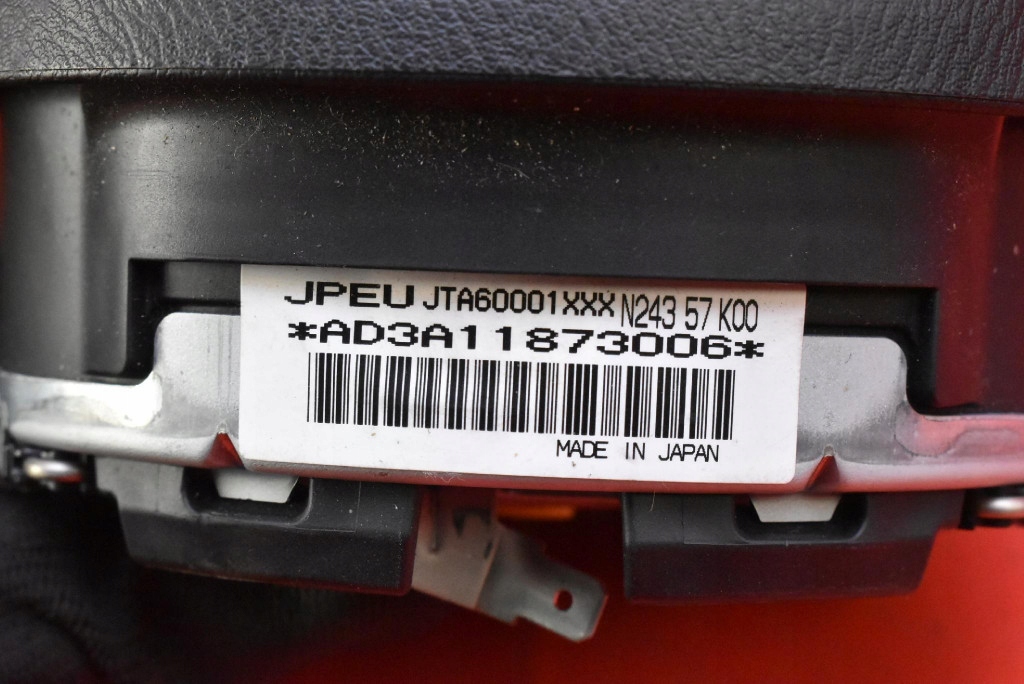 JPEU JTA60001XXX N243 57 K00
*AD3A11873006*
MADE IN JAPAN